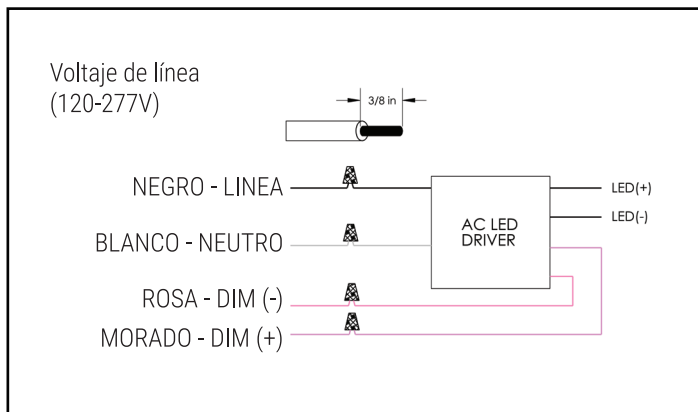 Voltaje de línea
(120-277V)
3/8 in
NEGRO - LINEA
BLANCO - NEUTRO
ROSA - DIM (-)
MORADO - DIM (+)
AC LED
DRIVER
LED(+)
LED(-)